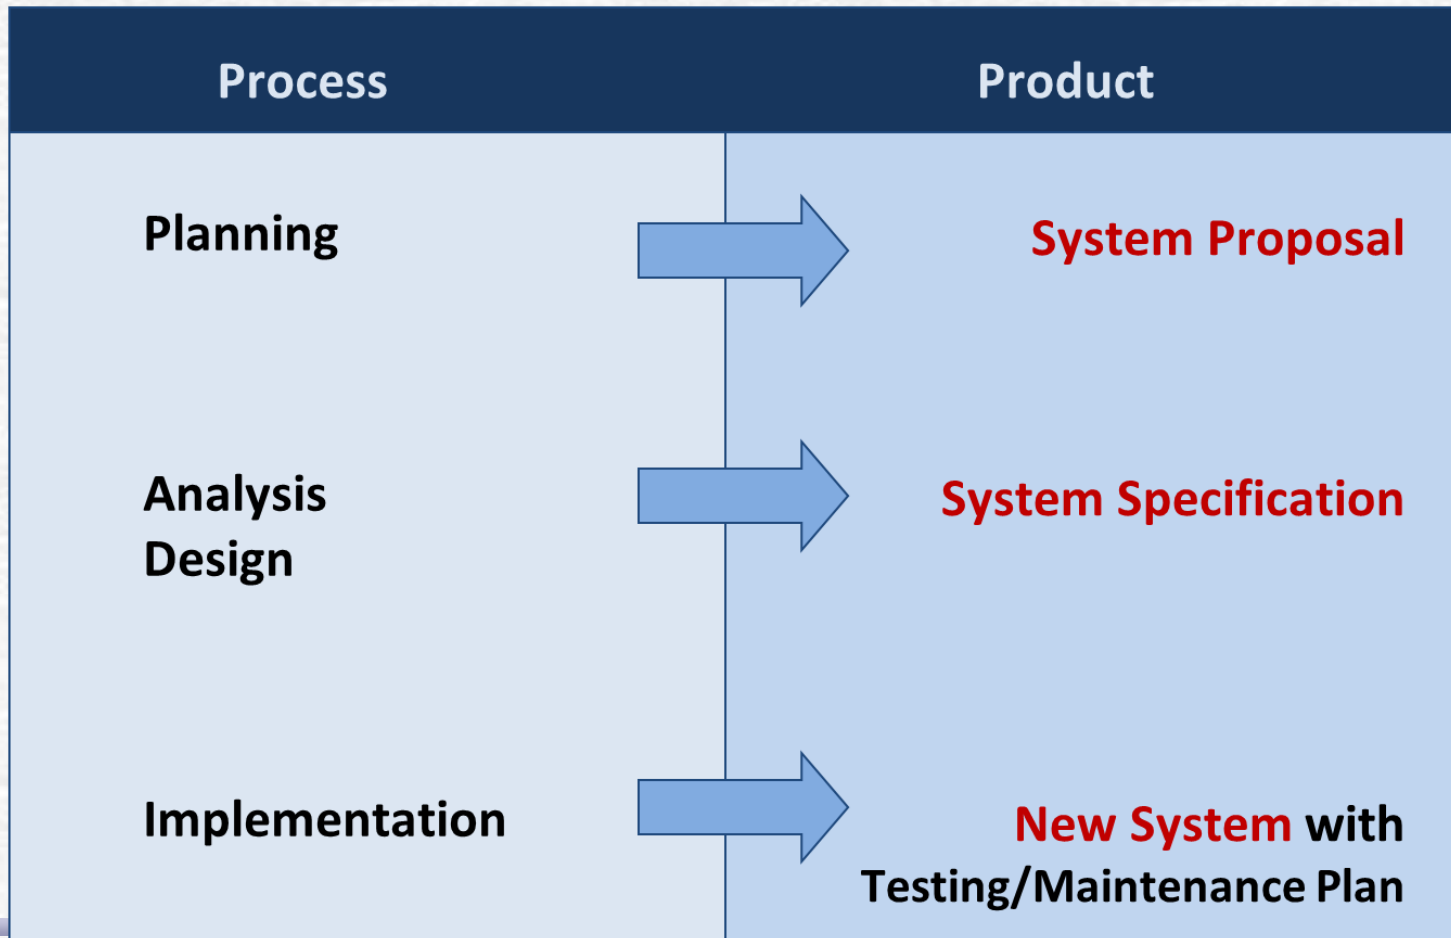 Process
Product
Planning
System Proposal
Analysis
Design
System Specification
Implementation
New System with
Testing/Maintenance Plan